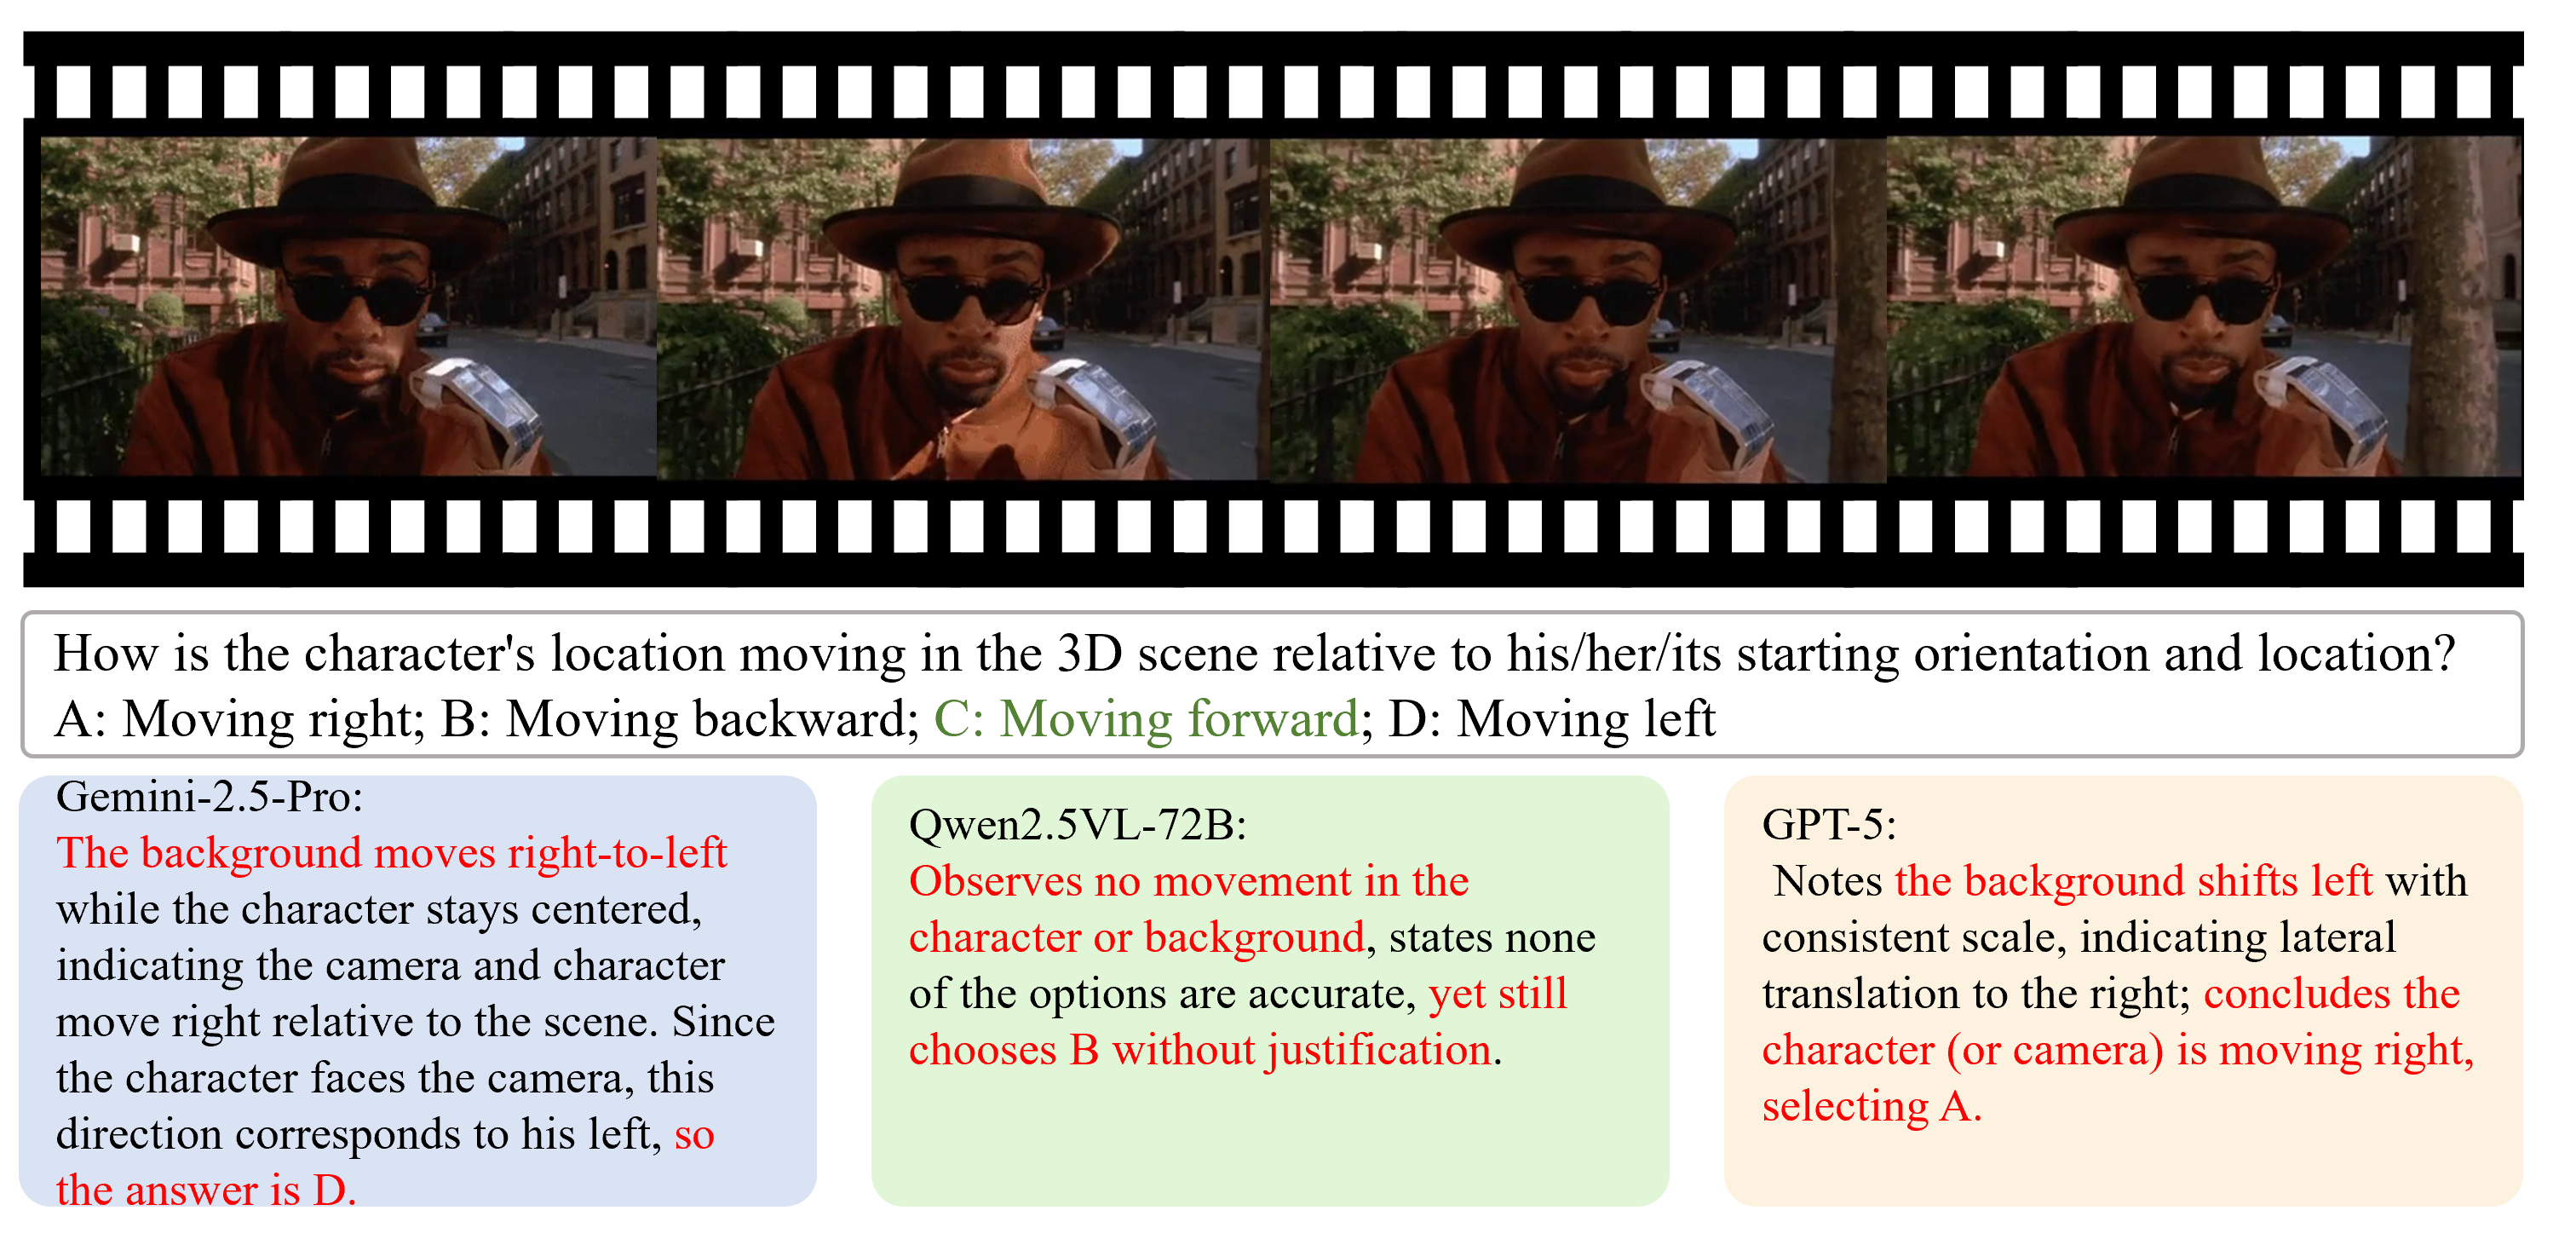 How is the character's location moving in the 3D scene relative to his/her/its starting orientation and location?
A: Moving right; B: Moving backward; C: Moving forward; D: Moving left
Gemini-2.5-Pro:
The background moves right-to-left
while the character stays centered,
indicating the camera and character
move right relative to the scene. Since
the character faces the camera, this
direction corresponds to his left, so
the answer is D.
Qwen2.5VL-72B:
Observes no movement in the
character or background, states none
of the options are accurate, yet still
chooses B without justification.
GPT-5:
Notes the background shifts left with
consistent scale, indicating lateral
translation to the right; concludes the
character (or camera) is moving right,
selecting A.